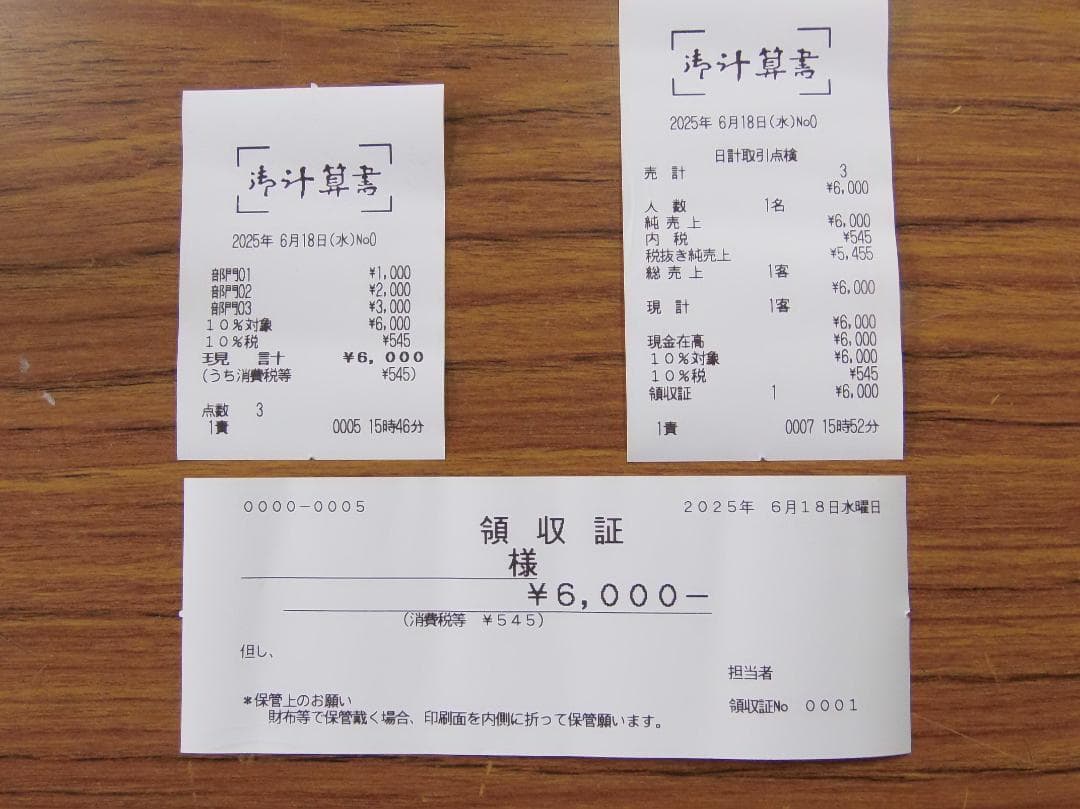 御計算書
2025年 6月18日(水)No0
部門01 ¥1,000
部門02 ¥2,000
部門03 ¥3,000
10%対象 ¥6,000
10%税 ¥545
現 計 ¥6,000
(うち消費税等 ¥545)
点数 3
1責 0005 15時46分
御計算書
2025年 6月18日(水)No0
日計取引点検
売 計 3
¥6,000
人 数 1名
純 売 上 ¥6,000
内 税 ¥545
税抜き純売上 ¥5,455
総 売 上 1客
¥6,000
現 計 1客
¥6,000
現金在高 ¥6,000
10%対象 ¥6,000
10%税 ¥545
領収証 1 ¥6,000
1責 0007 15時52分
0000-0005 2025年 6月18日水曜日
領 収 証
様
¥6,000-
(消費税等 ¥545)
但し、
担当者
*保管上のお願い
領収証No 0001
財布等で保管戴く場合、印刷面を内側に折って保管願います。